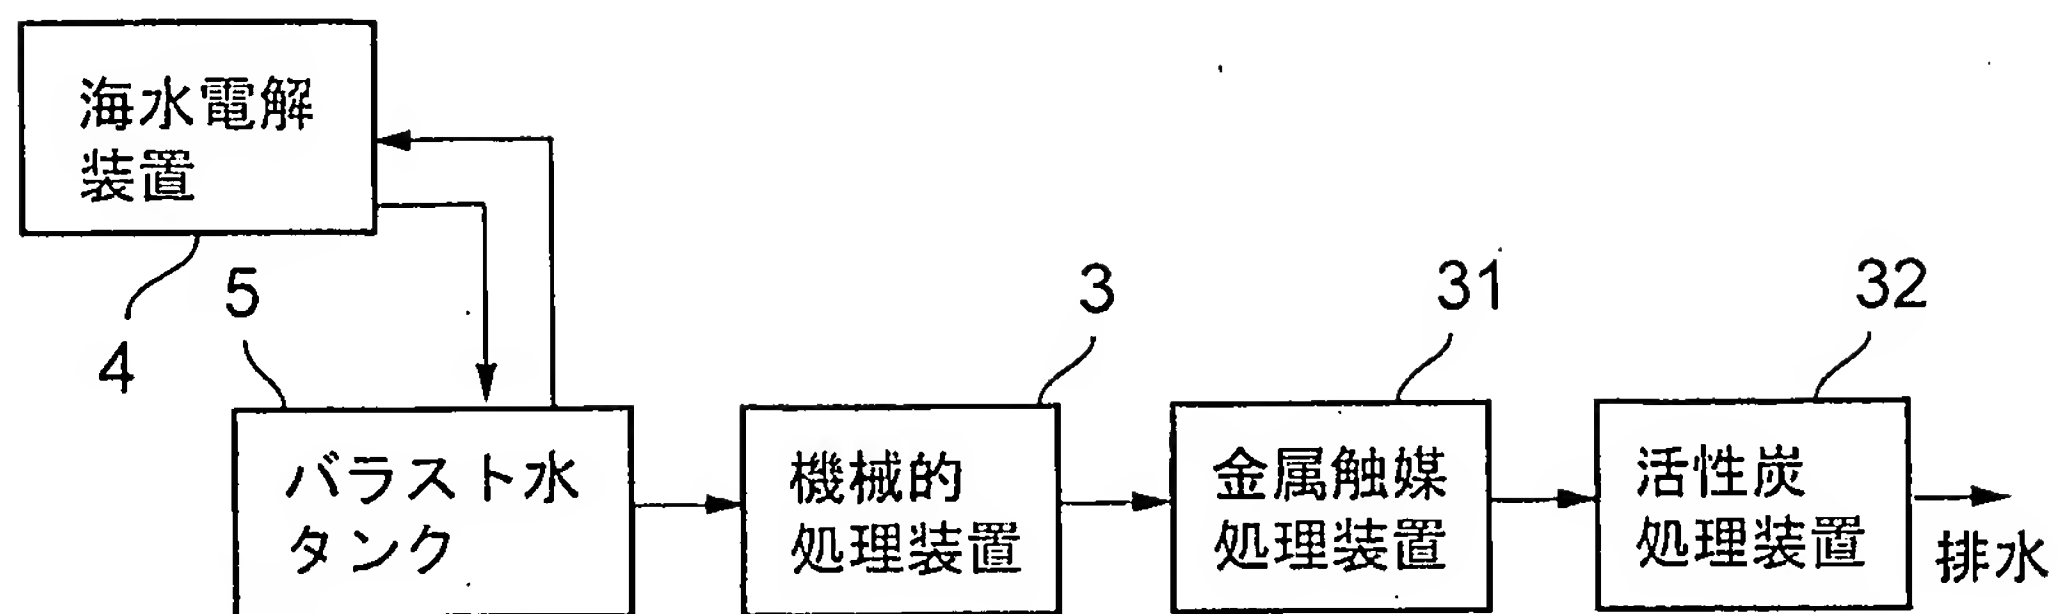 海水電解
装置
4
5
バラスト水
タンク
3
機械的
処理装置
31
金属触媒
処理装置
32
活性炭
処理装置
排水